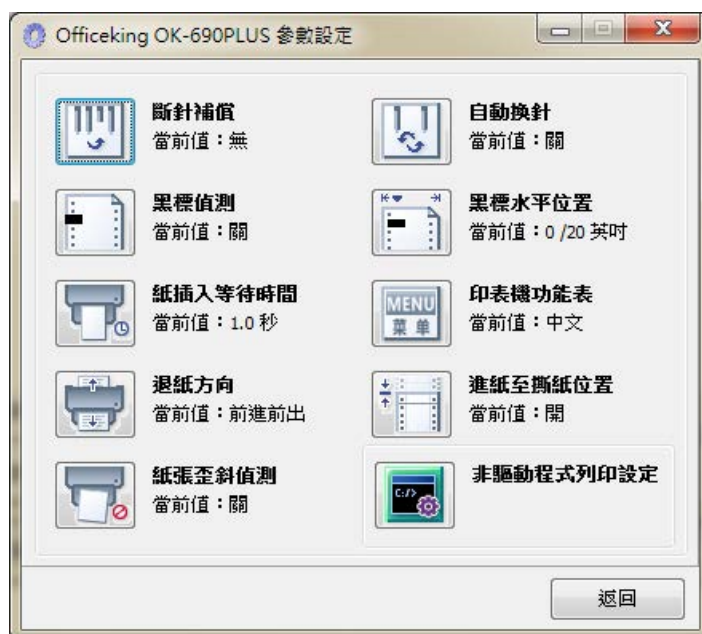 Officeking OK-690PLUS 參數設定
斷針補償
當前值：無
自動換針
當前值：關
黑標偵測
當前值：關
黑標水平位置
當前值：0 /20 英吋
紙插入等待時間
當前值：1.0 秒
MENU
菜单
印表機功能表
當前值：中文
退紙方向
當前值：前進前出
進紙至撕紙位置
當前值：開
紙張歪斜偵測
當前值：關
C:/>
非驅動程式列印設定
返回